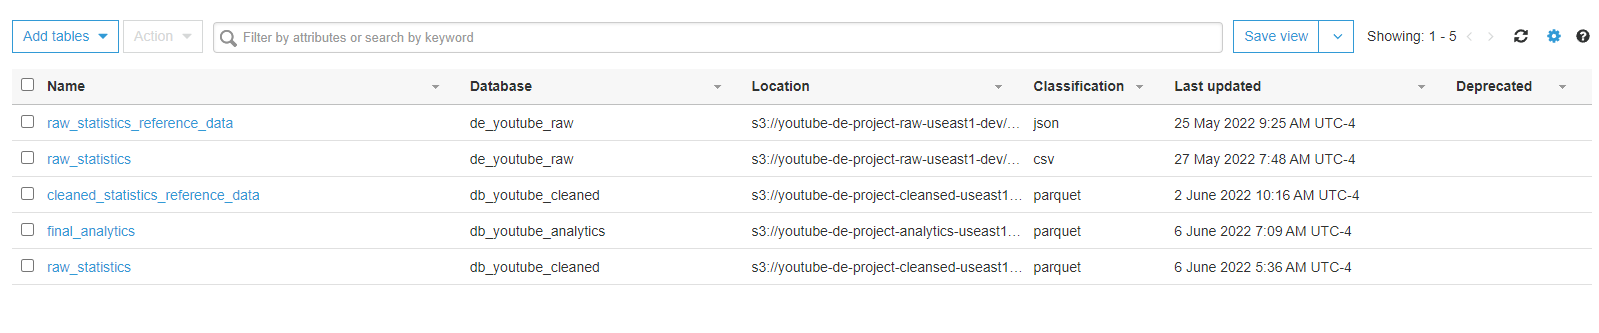 Add tables Action Filter by attributes or search by keyword Save view Showing: 1 - 5
Name Database Location Classification Last updated Deprecated
raw_statistics_reference_data de_youtube_raw s3://youtube-de-project-raw-useast1-dev/... json 25 May 2022 9:25 AM UTC-4
raw_statistics de_youtube_raw s3://youtube-de-project-raw-useast1-dev/... csv 27 May 2022 7:48 AM UTC-4
cleaned_statistics_reference_data db_youtube_cleaned s3://youtube-de-project-cleansed-useast1... parquet 2 June 2022 10:16 AM UTC-4
final_analytics db_youtube_analytics s3://youtube-de-project-analytics-useast1... parquet 6 June 2022 7:09 AM UTC-4
raw_statistics db_youtube_cleaned s3://youtube-de-project-cleansed-useast1... parquet 6 June 2022 5:36 AM UTC-4